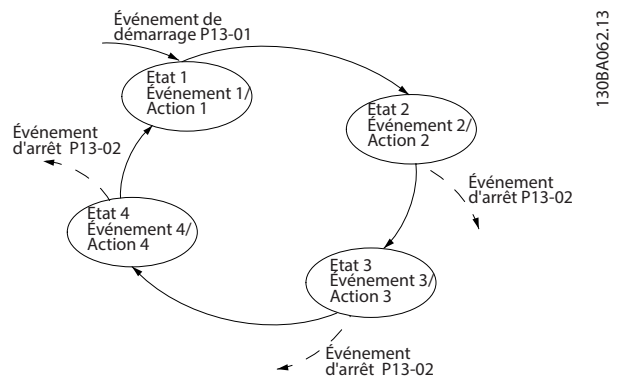 Événement de
démarrage P13-01
Etat 1
Événement 1/
Action 1
Etat 2
Événement 2/
Action 2
Événement
d'arrêt P13-02
Etat 3
Événement 3/
Action 3
Événement
d'arrêt P13-02
Etat 4
Événement 4/
Action 4
Événement
d'arrêt P13-02
130BA062.13